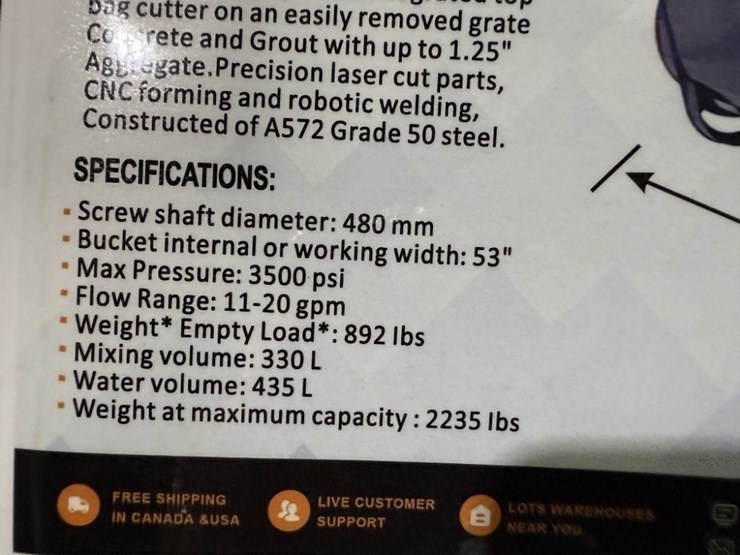 bag cutter on an easily removed grate
Concrete and Grout with up to 1.25"
Aggregate.Precision laser cut parts,
CNC forming and robotic welding,
Constructed of A572 Grade 50 steel.
SPECIFICATIONS:
▪ Screw shaft diameter: 480 mm
▪ Bucket internal or working width: 53"
▪ Max Pressure: 3500 psi
▪ Flow Range: 11-20 gpm
▪ Weight* Empty Load*: 892 lbs
▪ Mixing volume: 330 L
▪ Water volume: 435 L
▪ Weight at maximum capacity : 2235 lbs
FREE SHIPPING
IN CANADA &USA
LIVE CUSTOMER
SUPPORT
LOTS WAREHOUSES
NEAR YOU